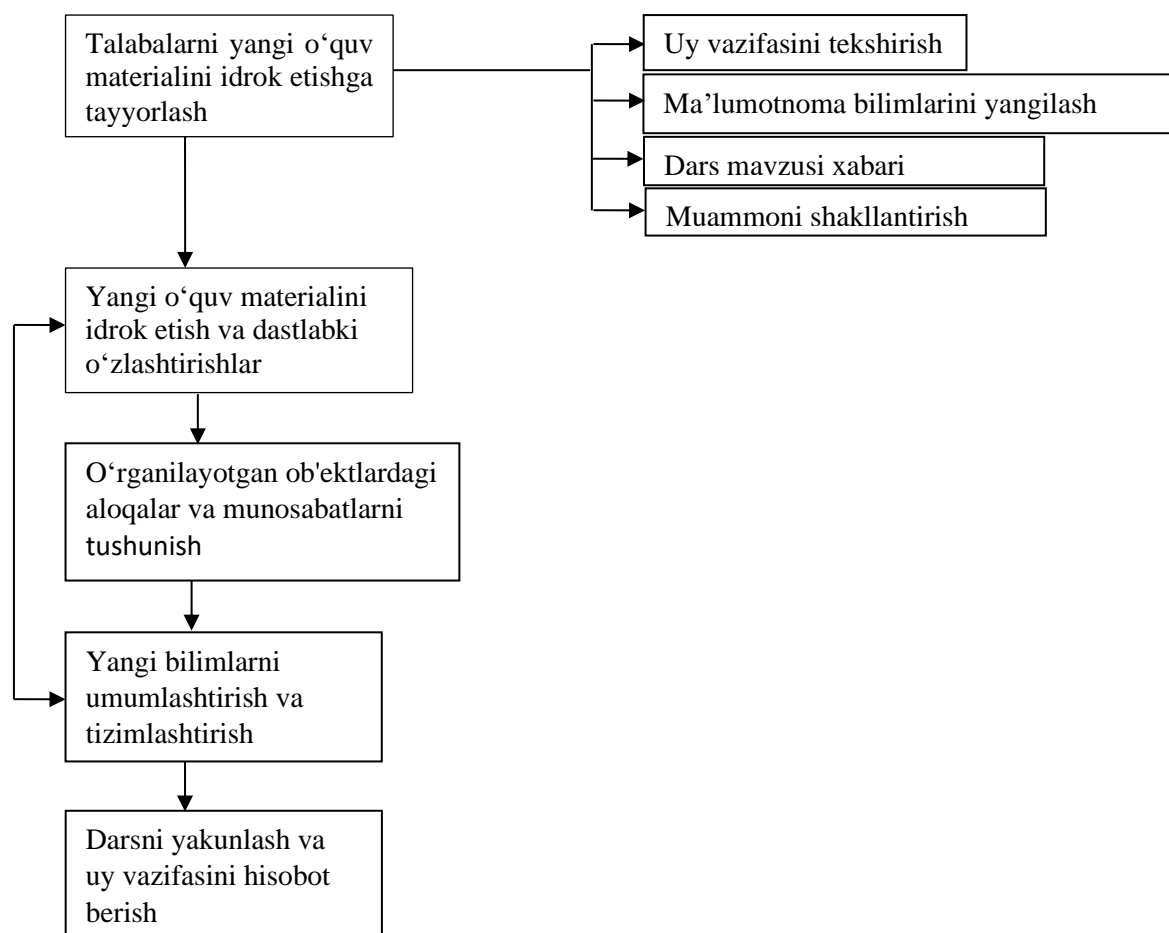 Talabalarni yangi o‘quv
materialini idrok etishga
tayyorlash
Uy vazifasini tekshirish
Ma’lumotnoma bilimlarini yangilash
Dars mavzusi xabari
Muammoni shakllantirish
Yangi o‘quv materialini
idrok etish va dastlabki
o‘zlashtirishlar
O‘rganilayotgan ob'ektlardagi
aloqalar va munosabatlarni
tushunish
Yangi bilimlarni
umumlashtirish va
tizimlashtirish
Darsni yakunlash va
uy vazifasini hisobot
berish